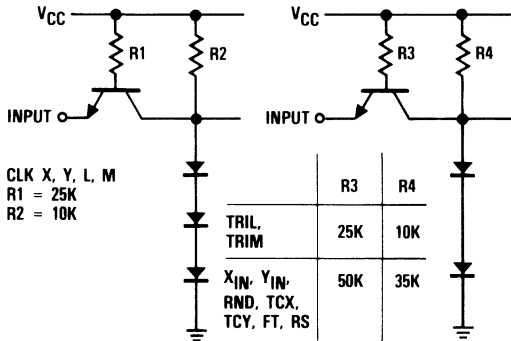 VCC
R1
R2
INPUT
CLK X, Y, L, M
R1 = 25K
R2 = 10K
VCC
R3
R4
INPUT
R3 R4
TRIL, TRIM 25K 10K
XIN, YIN, RND, TCX, TCY, FT, RS 50K 35K